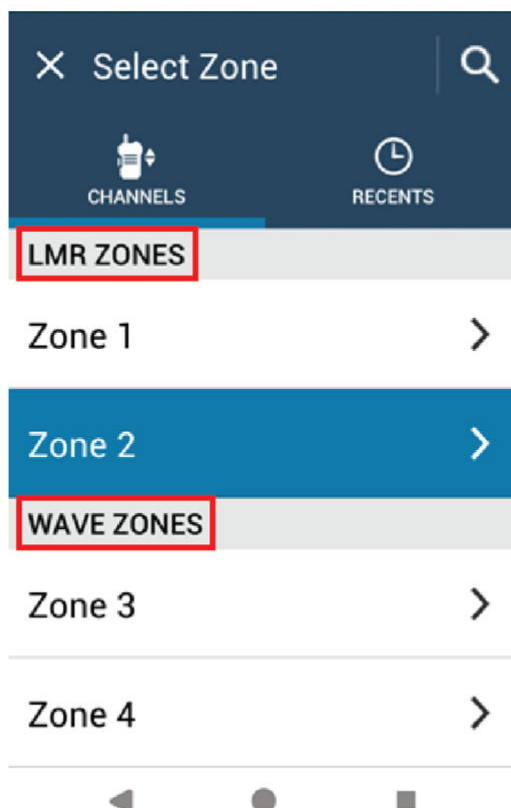 Select Zone
CHANNELS
RECENTS
LMR ZONES
Zone 1
Zone 2
WAVE ZONES
Zone 3
Zone 4